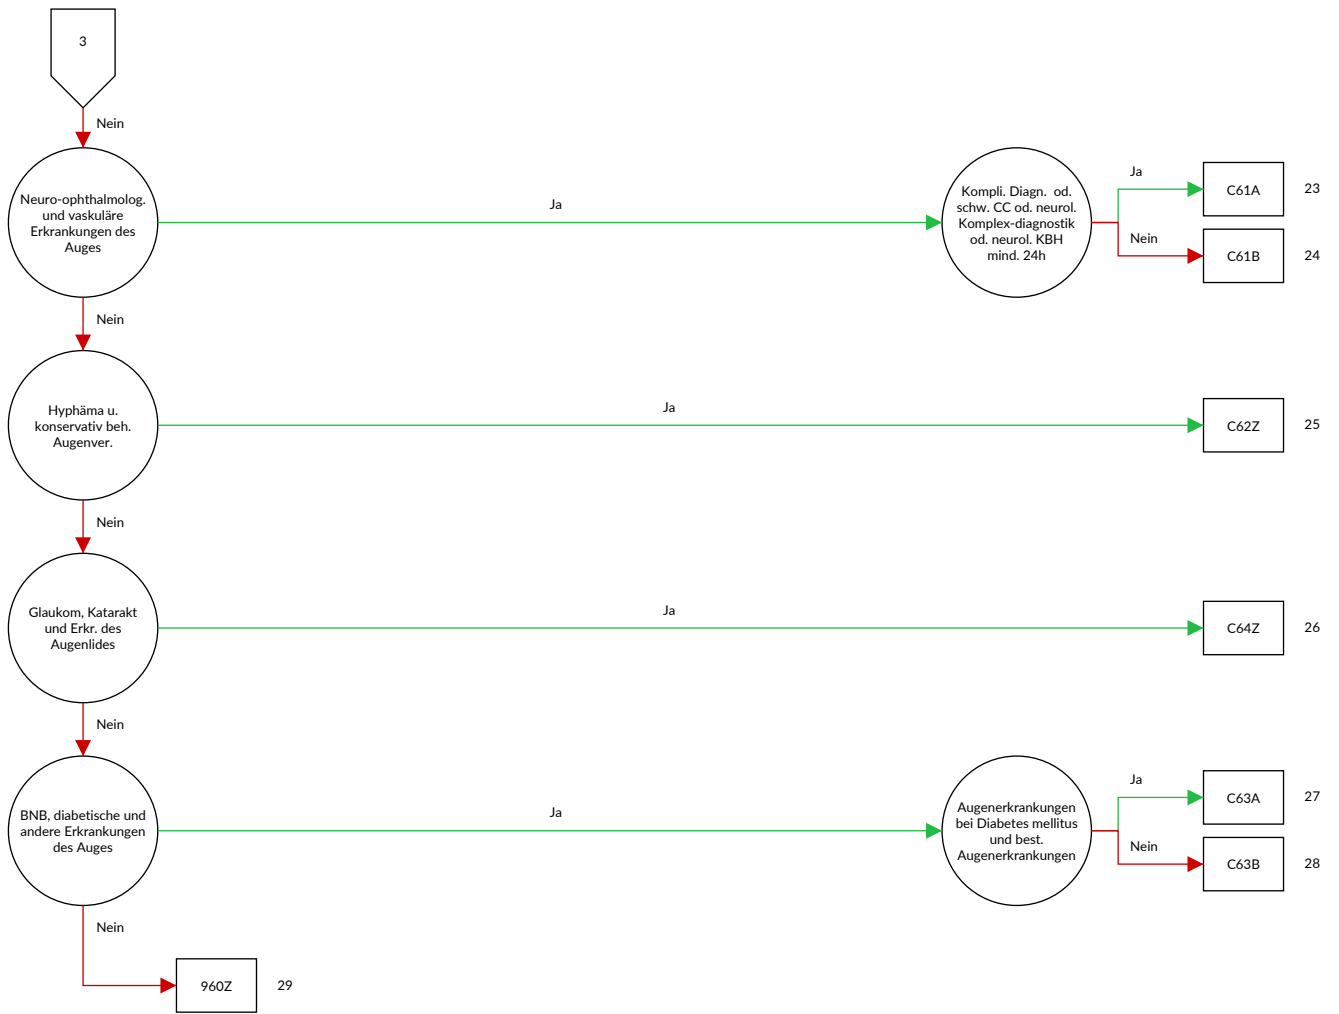 3
Nein
Neuro-ophthalmolog.
und vaskuläre
Erkrankungen des
Auges
Ja
Kompli. Diagn. od.
schw. CC od. neurol.
Komplex-diagnostik
od. neurol. KBH
mind. 24h
Ja
C61A
23
Nein
C61B
24
Nein
Hyphäma u.
konservativ beh.
Augenver.
Ja
C62Z
25
Nein
Glaukom, Katarakt
und Erkr. des
Augenlides
Ja
C64Z
26
Nein
BNB, diabetische und
andere Erkrankungen
des Auges
Ja
Augenerkrankungen
bei Diabetes mellitus
und best.
Augenerkrankungen
Ja
C63A
27
Nein
C63B
28
Nein
960Z
29